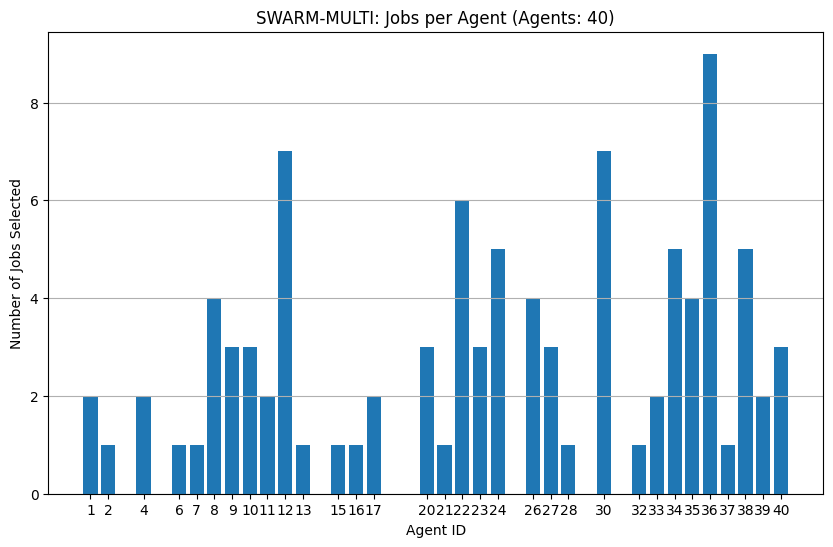 SWARM-MULTI: Jobs per Agent (Agents: 40)
Number of Jobs Selected
8
6
4
2
0
1 2 4 6 7 8 9 10 11 12 13 15 16 17 20 21 22 23 24 26 27 28 30 32 33 34 35 36 37 38 39 40
Agent ID